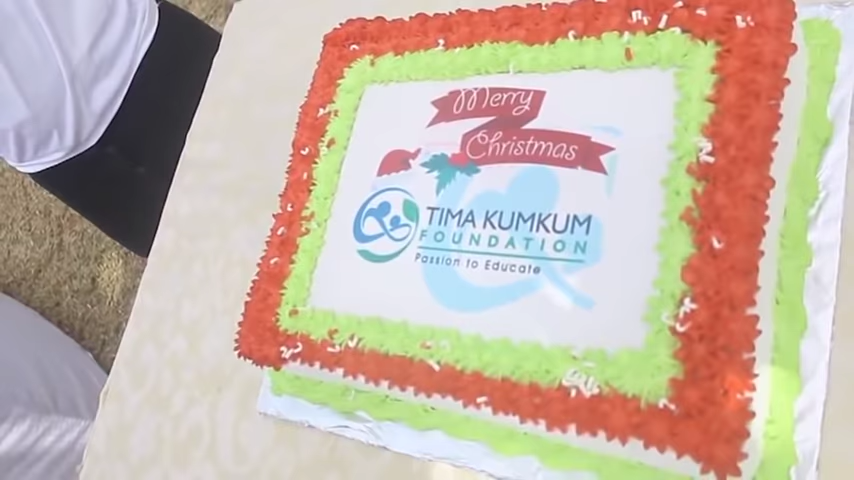 Merry
Christmas
TIMA KUMKUM
FOUNDATION
Passion to Educate